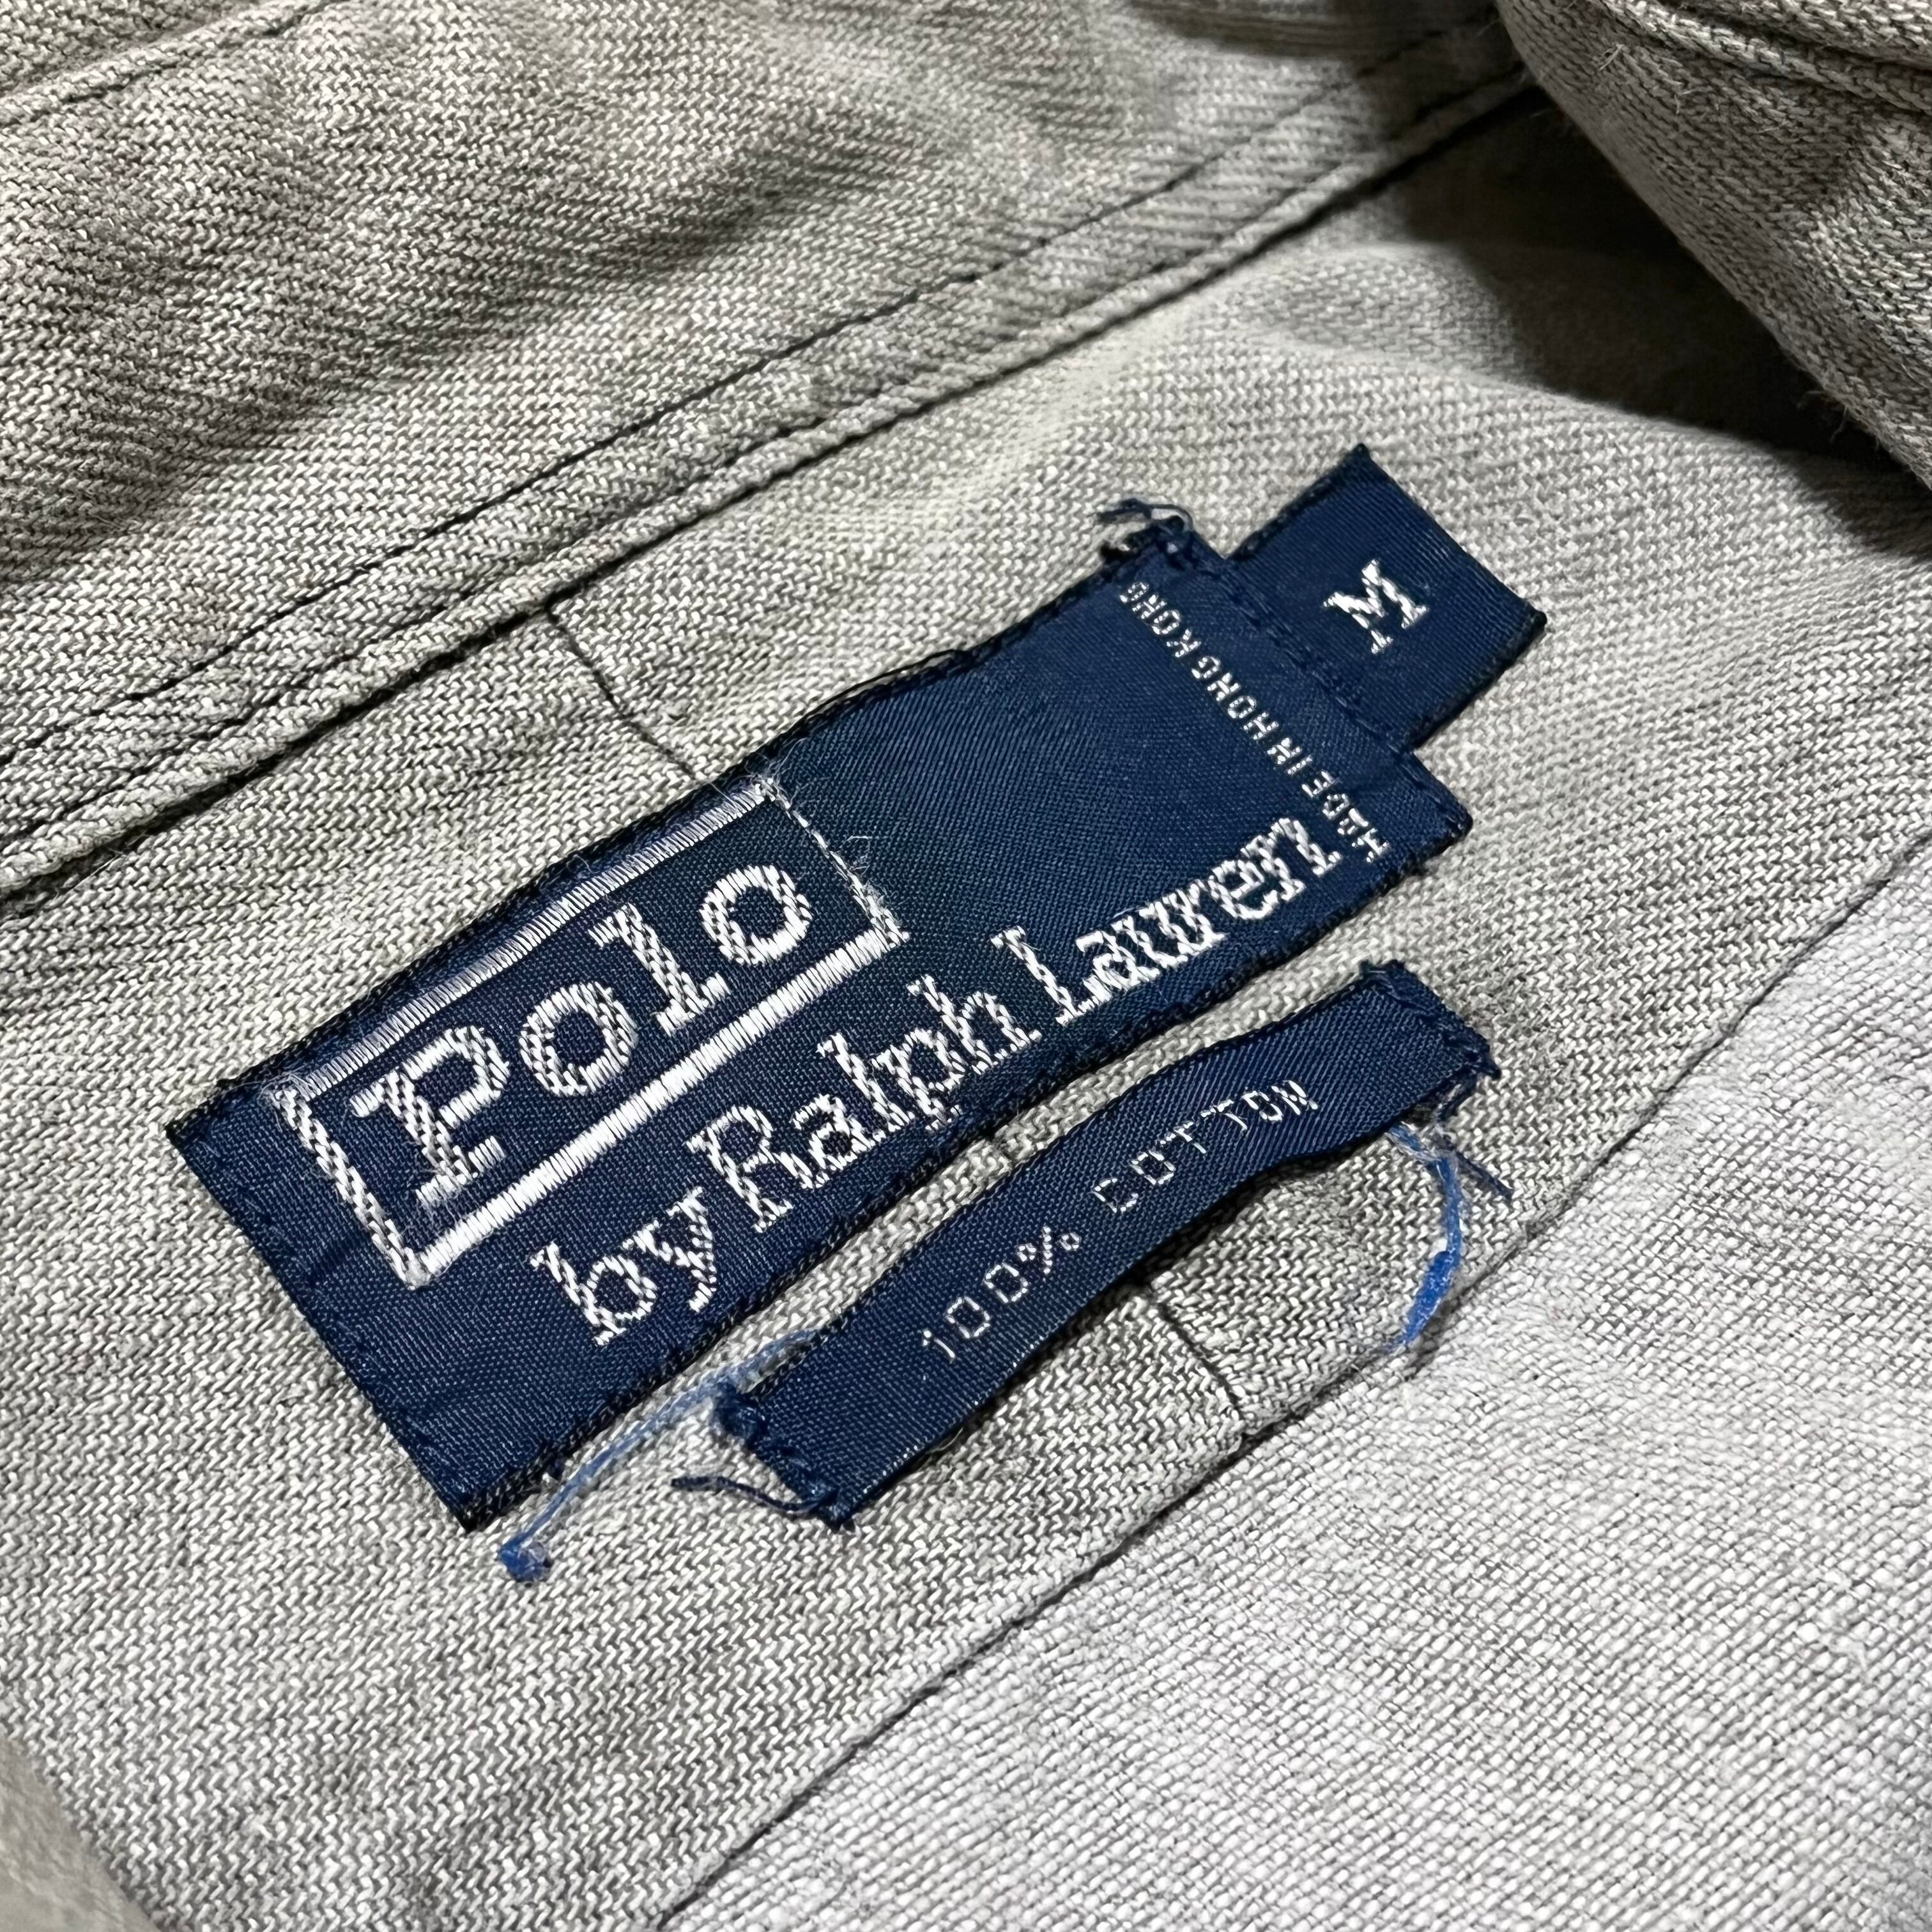 Polo
by Ralph Lauren
MADE IN HONG KONG
M
100% COTTON